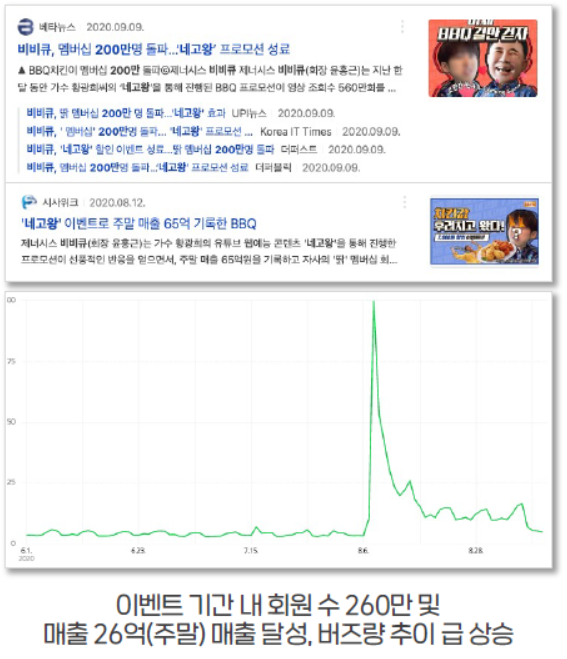 베타뉴스 2020.09.09.
비비큐, 멤버십 200만명 돌파...'네고왕' 프로모션 성료
▲ BBQ치킨이 멤버십 200만 돌파ⓒ제너시스 비비큐 제너시스 비비큐(회장 윤홍근)는 지난 한
달 동안 가수 황광희씨의 '네고왕'을 통해 진행된 BBQ 프로모션이 영상 조회수 560만회를 ...
BBQ 길만 걷자
비비큐, 딹 멤버십 200만 명 돌파...'네고왕' 효과 UPI뉴스 2020.09.09.
비비큐, ' 멤버십' 200만명 돌파... '네고왕' 프로모션 ... Korea IT Times 2020.09.09.
비비큐, '네고왕' 할인 이벤트 성료...딹 멤버십 200만명 돌파 더퍼스트 2020.09.09.
비비큐, 멤버십 200만명 돌파...'네고왕' 프로모션 성료 더퍼블릭 2020.09.09.
시사위크 2020.08.12.
'네고왕' 이벤트로 주말 매출 65억 기록한 BBQ
제너시스 비비큐(회장 윤홍근)는 가수 황광희의 유튜브 웹예능 콘텐츠 '네고왕'을 통해 진행한
프로모션이 선풍적인 반응을 얻으면서, 주말 매출 65억원을 기록하고 자사의 '딹' 멤버십 회...
치킨값
우리지고 왔다!
00
75
50
25
0
6.1. 6.23. 7.15. 8.6. 8.28.
2020
이벤트 기간 내 회원 수 260만 및
매출 26억(주말) 매출 달성, 버즈량 추이 급 상승